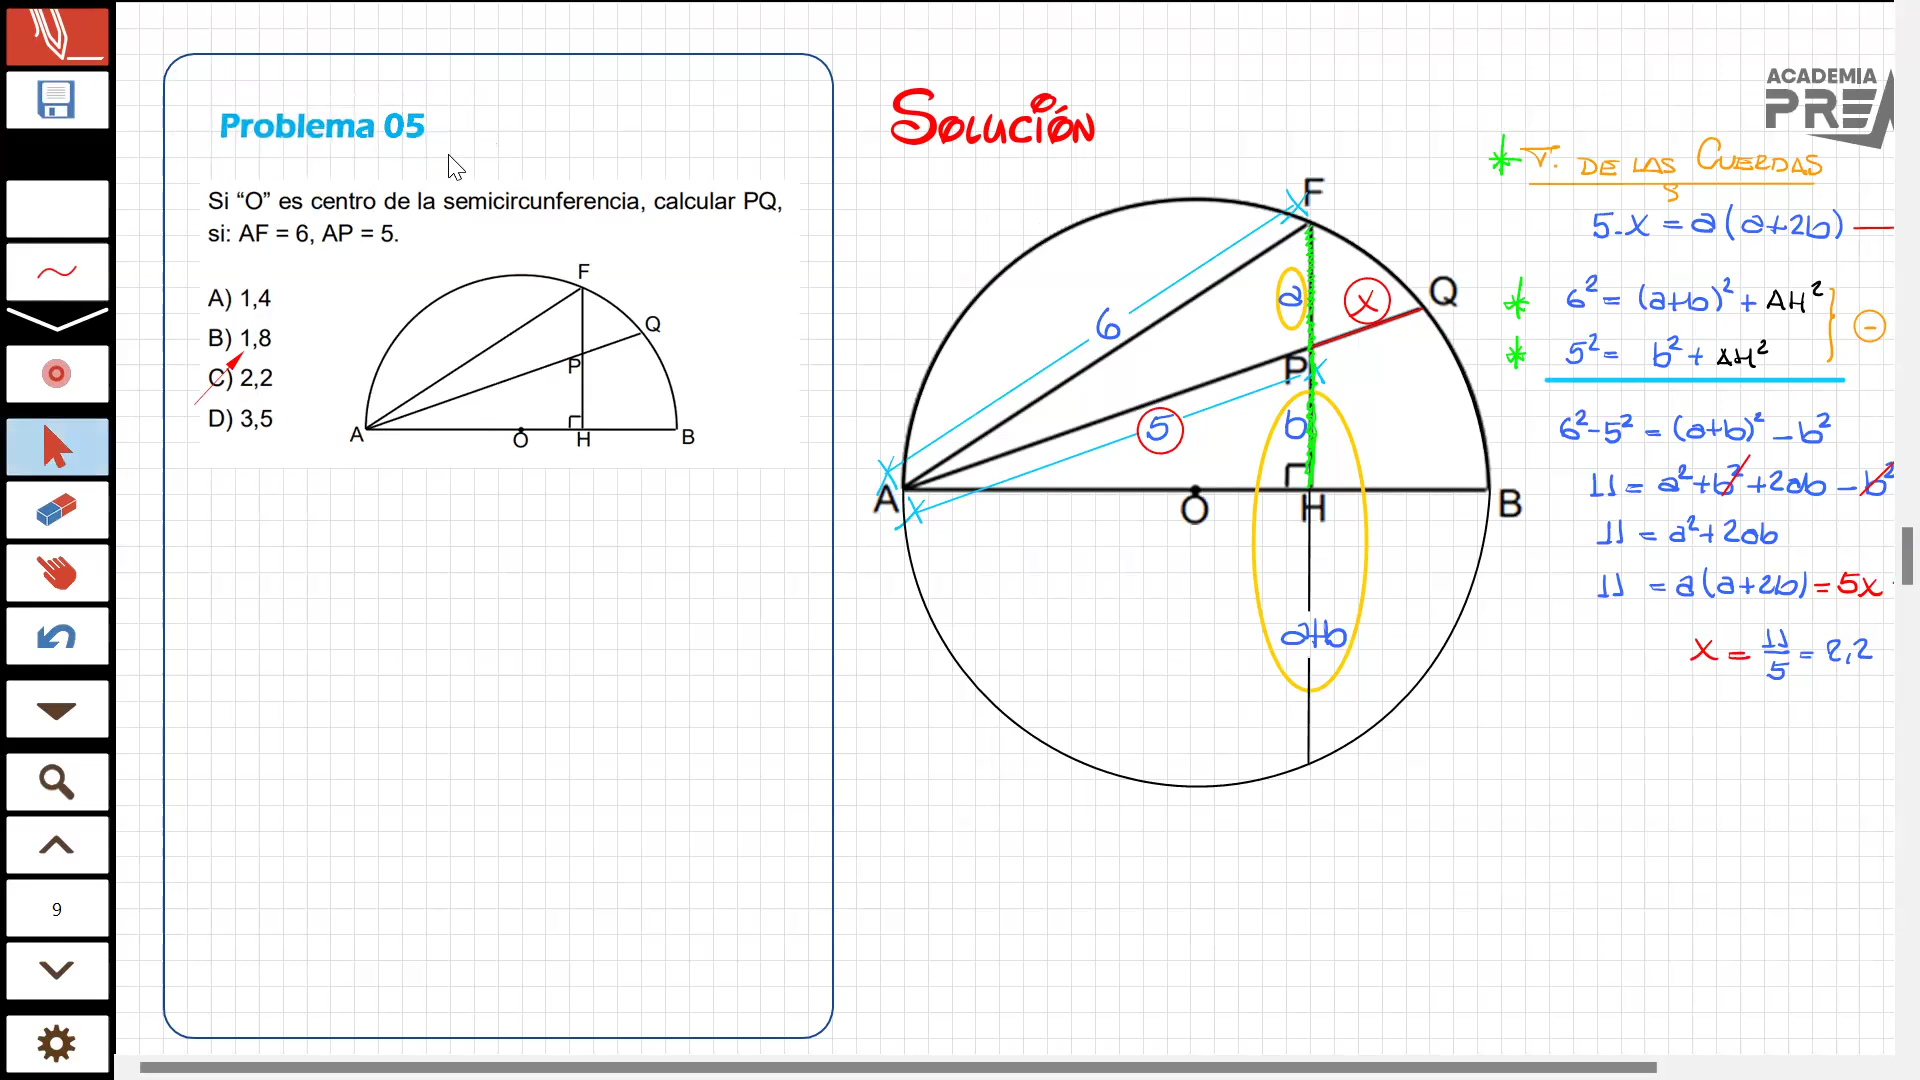 Problema 05
Si “O” es centro de la semicircunferencia, calcular PQ,
si: AF = 6, AP = 5.
A) 1,4
B) 1,8
C) 2,2
D) 3,5
F
Q
P
A
O
H
B
9
SOLUCIÓN
F
a
x
Q
6
P
5
b
A
O
H
B
a+b
ACADEMIA
PRE
* T. DE LAS CUERDAS
5.x = a(a+2b)
* 6² = (a+b)² + AH²
* 5² = b² + AH²
(-)
6²-5² = (a+b)² - b²
11 = a²+b²+2ab - b²
11 = a²+2ab
11 = a(a+2b) = 5x
x = 11/5 = 2,2